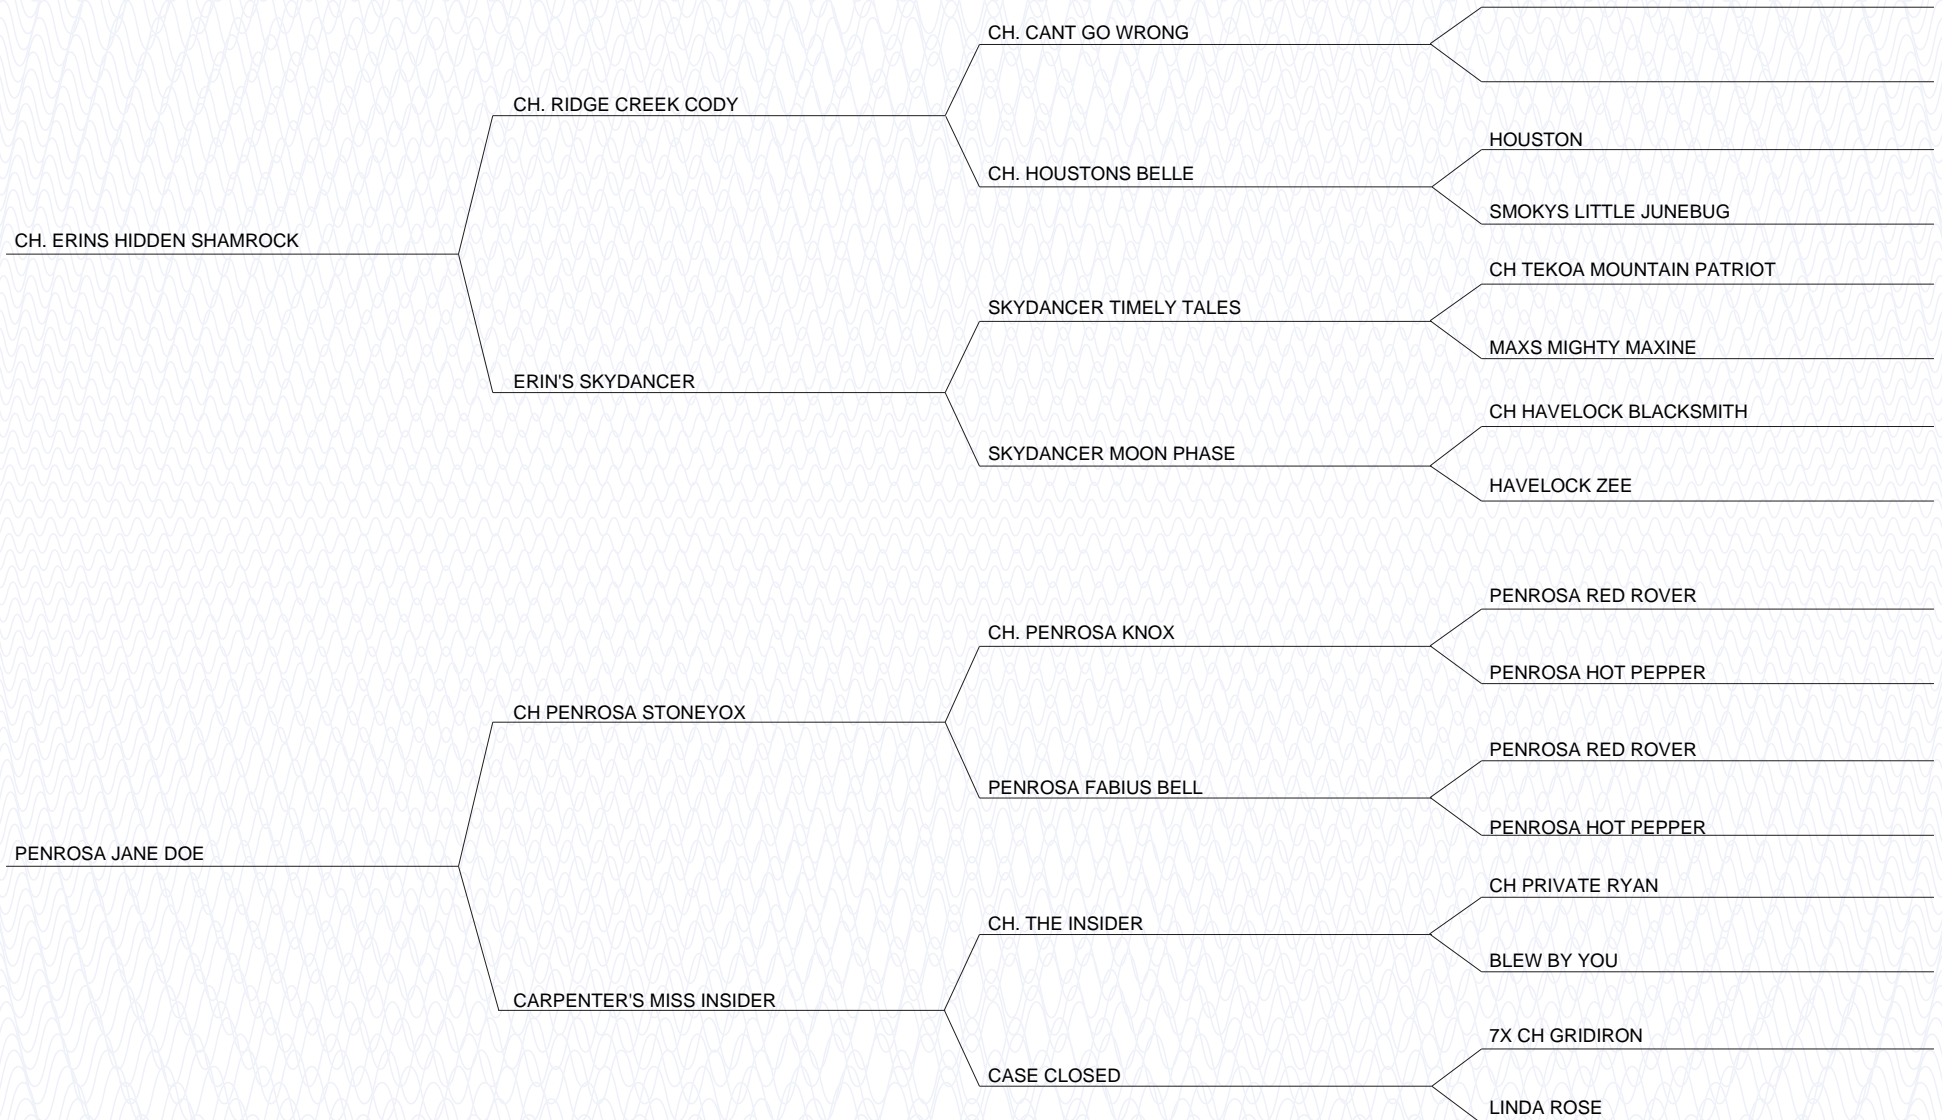 CH. CANT GO WRONG
CH. RIDGE CREEK CODY
HOUSTON
CH. HOUSTONS BELLE
SMOKYS LITTLE JUNEBUG
CH. ERINS HIDDEN SHAMROCK
CH TEKOA MOUNTAIN PATRIOT
SKYDANCER TIMELY TALES
MAXS MIGHTY MAXINE
ERIN'S SKYDANCER
CH HAVELOCK BLACKSMITH
SKYDANCER MOON PHASE
HAVELOCK ZEE
PENROSA RED ROVER
CH. PENROSA KNOX
PENROSA HOT PEPPER
CH PENROSA STONEYOX
PENROSA RED ROVER
PENROSA FABIUS BELL
PENROSA HOT PEPPER
PENROSA JANE DOE
CH PRIVATE RYAN
CH. THE INSIDER
BLEW BY YOU
CARPENTER'S MISS INSIDER
7X CH GRIDIRON
CASE CLOSED
LINDA ROSE